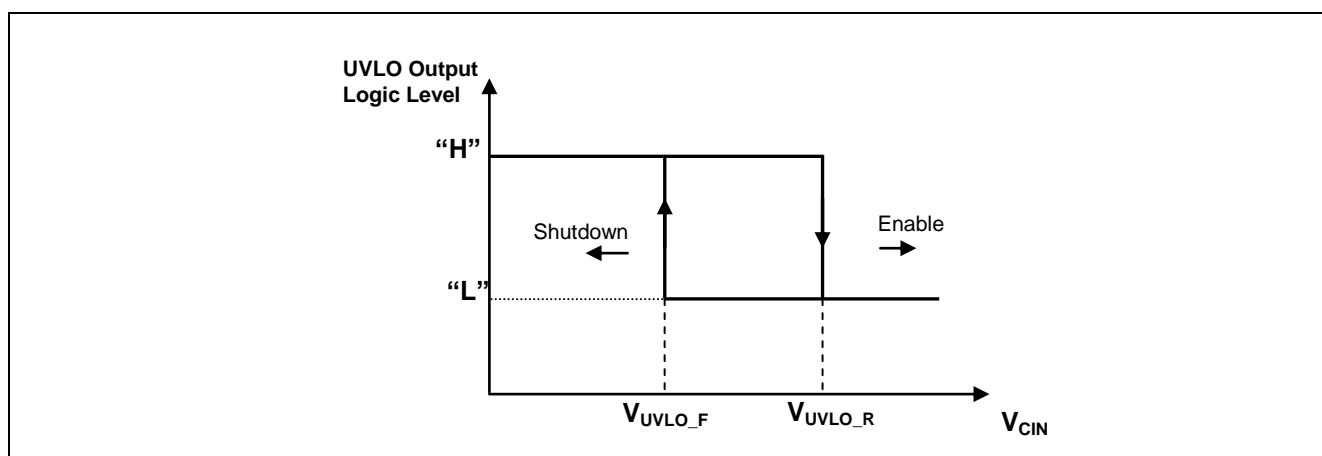 UVLO Output
Logic Level
“H”
Shutdown
Enable
“L”
VUVLO_F
VUVLO_R
VCIN